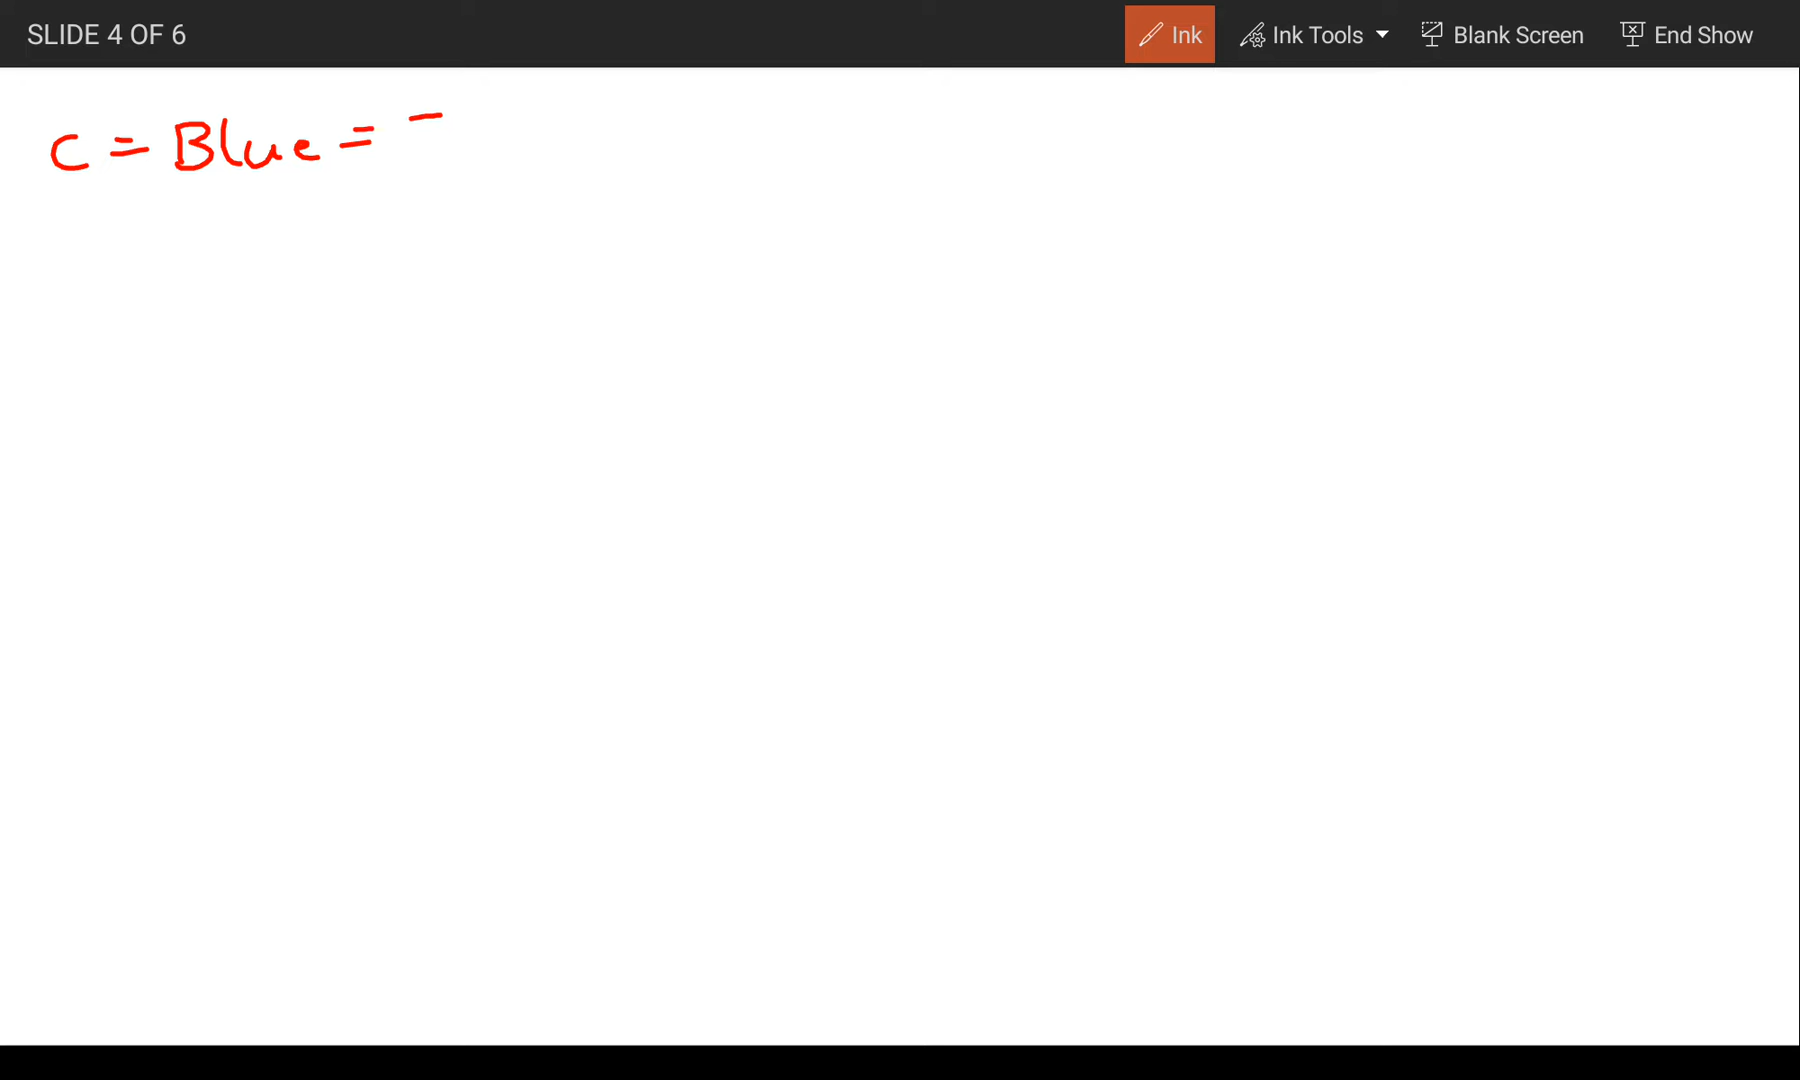 SLIDE 4 OF 6 Ink Ink Tools Blank Screen End Show
C = Blue = -